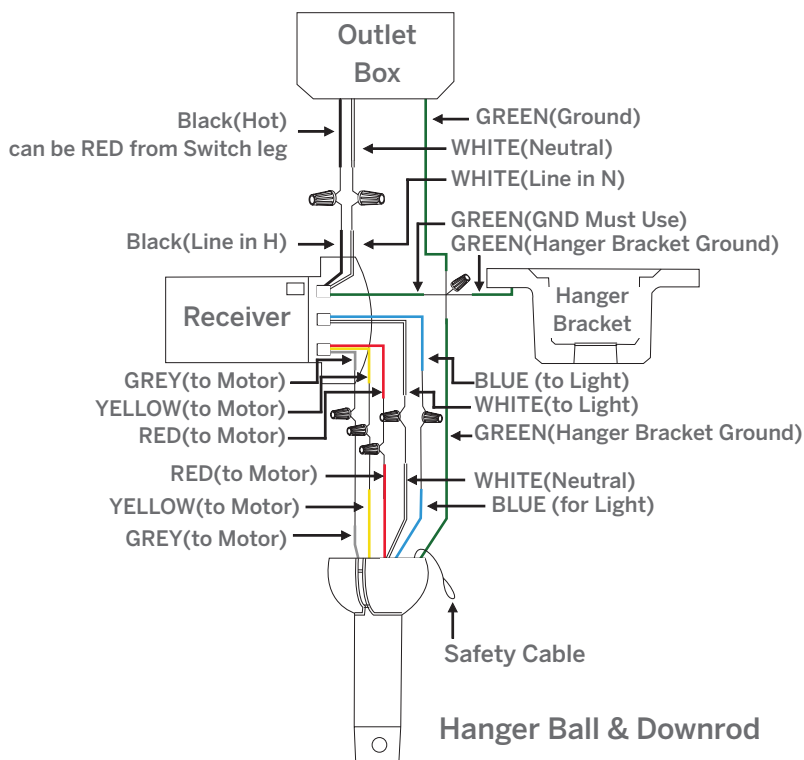 Outlet
Box
Black(Hot)
can be RED from Switch leg
GREEN(Ground)
WHITE(Neutral)
WHITE(Line in N)
GREEN(GND Must Use)
Black(Line in H)
GREEN(Hanger Bracket Ground)
Receiver
Hanger
Bracket
GREY(to Motor)
BLUE (to Light)
YELLOW(to Motor)
WHITE(to Light)
RED(to Motor)
GREEN(Hanger Bracket Ground)
RED(to Motor)
WHITE(Neutral)
YELLOW(to Motor)
BLUE (for Light)
GREY(to Motor)
Safety Cable
Hanger Ball & Downrod